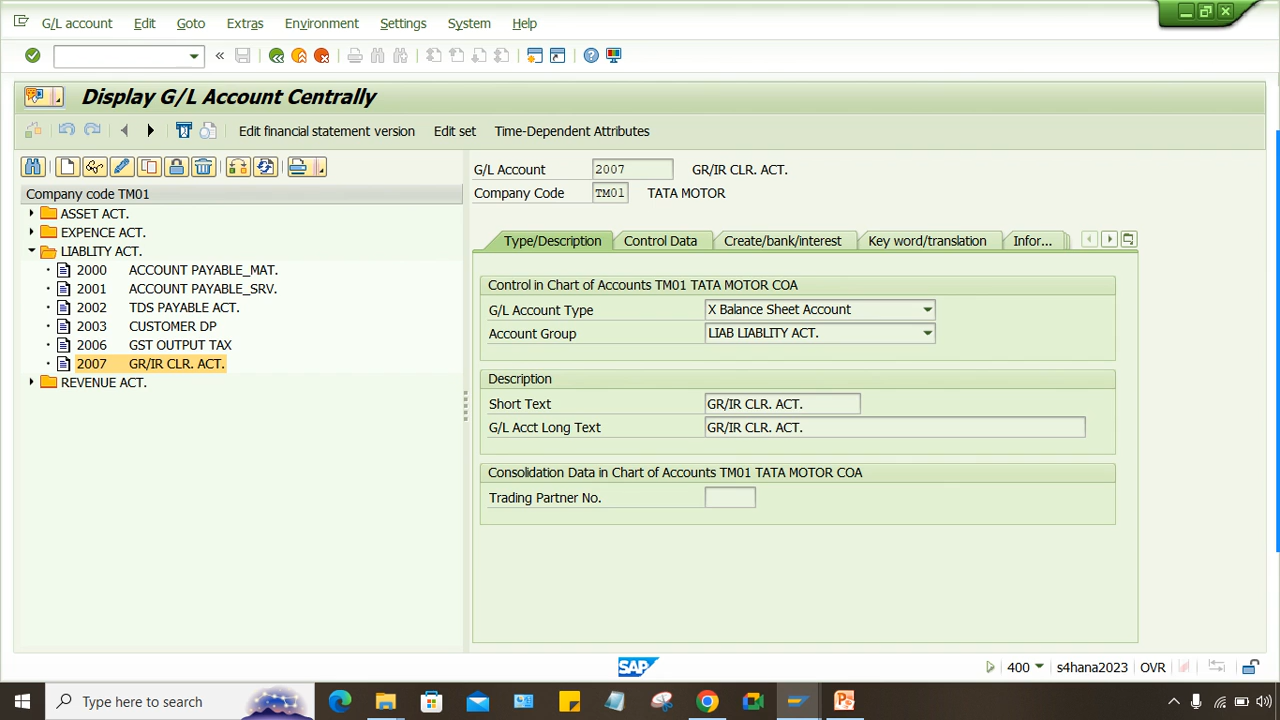 G/L account Edit Goto Extras Environment Settings System Help
Display G/L Account Centrally
Edit financial statement version Edit set Time-Dependent Attributes
Company code TM01
ASSET ACT.
EXPENCE ACT.
LIABLITY ACT.
2000 ACCOUNT PAYABLE_MAT.
2001 ACCOUNT PAYABLE_SRV.
2002 TDS PAYABLE ACT.
2003 CUSTOMER DP
2006 GST OUTPUT TAX
2007 GR/IR CLR. ACT.
REVENUE ACT.
G/L Account 2007 GR/IR CLR. ACT.
Company Code TM01 TATA MOTOR
Type/Description Control Data Create/bank/interest Key word/translation Infor...
Control in Chart of Accounts TM01 TATA MOTOR COA
G/L Account Type X Balance Sheet Account
Account Group LIAB LIABLITY ACT.
Description
Short Text GR/IR CLR. ACT.
G/L Acct Long Text GR/IR CLR. ACT.
Consolidation Data in Chart of Accounts TM01 TATA MOTOR COA
Trading Partner No.
SAP 400 s4hana2023 OVR
Type here to search